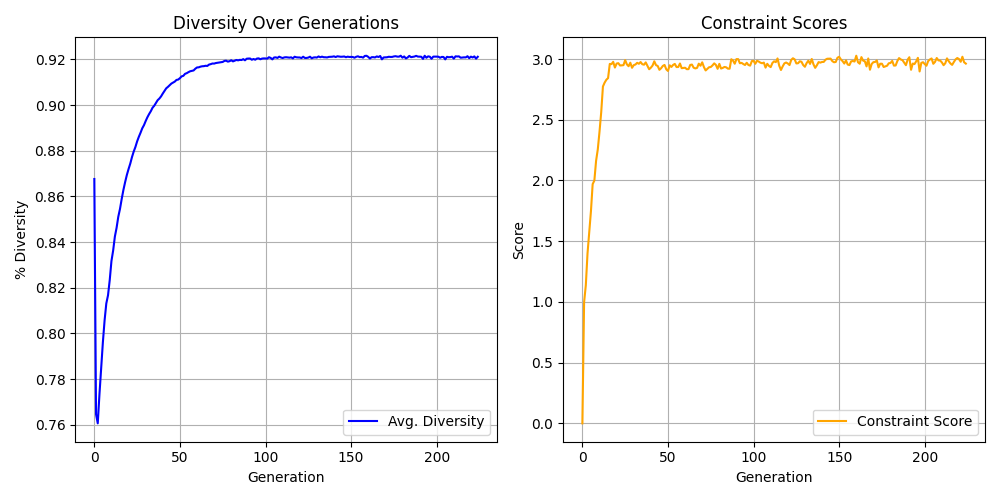 Diversity Over Generations
% Diversity
0.92
0.90
0.88
0.86
0.84
0.82
0.80
0.78
0.76
0 50 100 150 200
Generation
Avg. Diversity
Constraint Scores
Score
3.0
2.5
2.0
1.5
1.0
0.5
0.0
0 50 100 150 200
Generation
Constraint Score